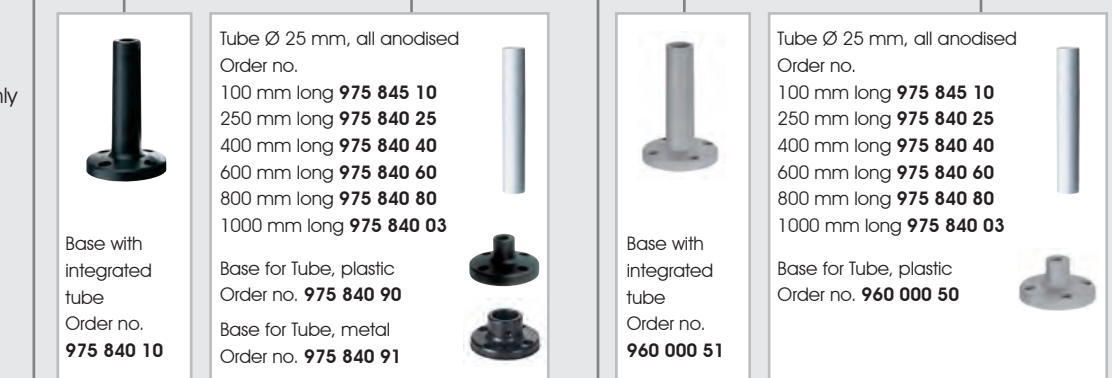 Base with
integrated
tube
Order no.
975 840 10
Tube Ø 25 mm, all anodised
Order no.
100 mm long 975 845 10
250 mm long 975 840 25
400 mm long 975 840 40
600 mm long 975 840 60
800 mm long 975 840 80
1000 mm long 975 840 03
Base for Tube, plastic
Order no. 975 840 90
Base for Tube, metal
Order no. 975 840 91
Base with
integrated
tube
Order no.
960 000 51
Tube Ø 25 mm, all anodised
Order no.
100 mm long 975 845 10
250 mm long 975 840 25
400 mm long 975 840 40
600 mm long 975 840 60
800 mm long 975 840 80
1000 mm long 975 840 03
Base for Tube, plastic
Order no. 960 000 50